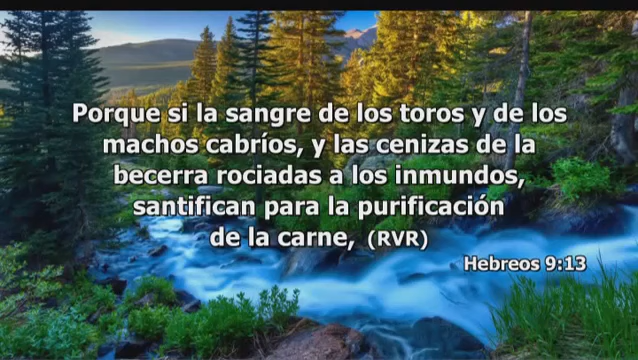 Porque si la sangre de los toros y de los
machos cabríos, y las cenizas de la
becerra rociadas a los inmundos,
santifican para la purificación
de la carne, (RVR)
Hebreos 9:13